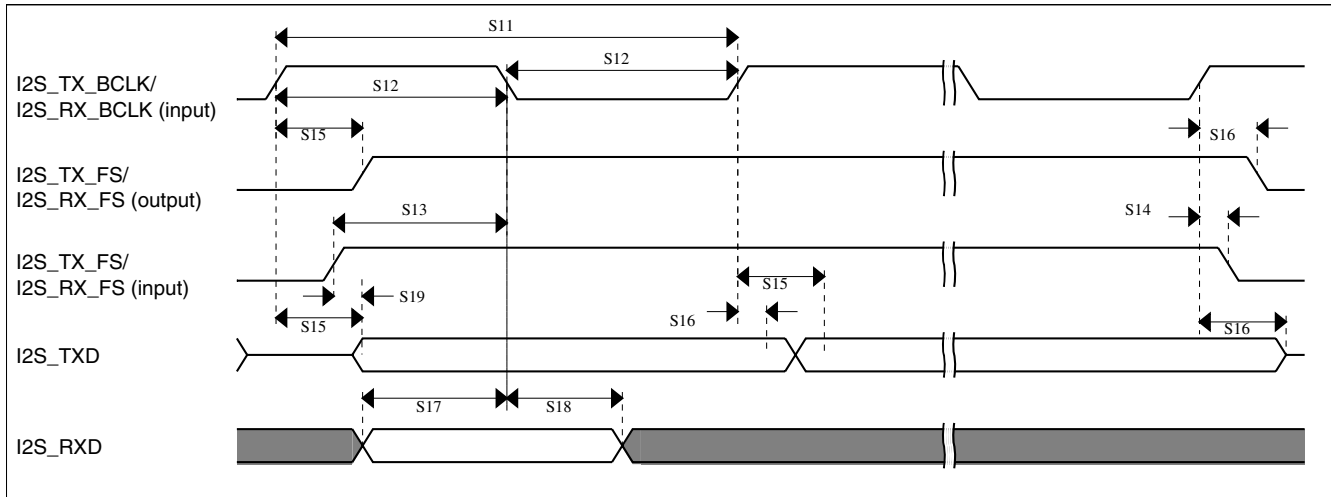 S11
I2S_TX_BCLK/
I2S_RX_BCLK (input)
S12
S12
S15
S16
I2S_TX_FS/
I2S_RX_FS (output)
S13
S14
I2S_TX_FS/
I2S_RX_FS (input)
S15
S19
S16
S15
S16
I2S_TXD
S17
S18
I2S_RXD